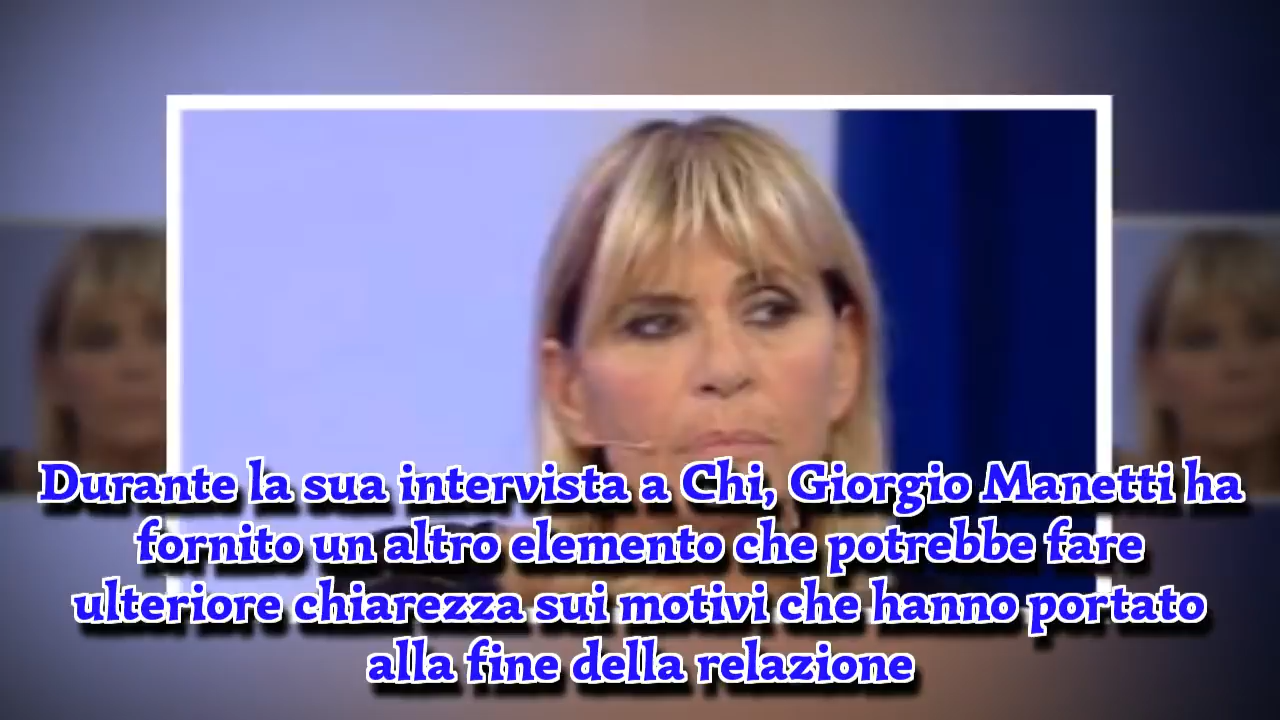 Durante la sua intervista a Chi, Giorgio Manetti ha
fornito un altro elemento che potrebbe fare
ulteriore chiarezza sui motivi che hanno portato
alla fine della relazione